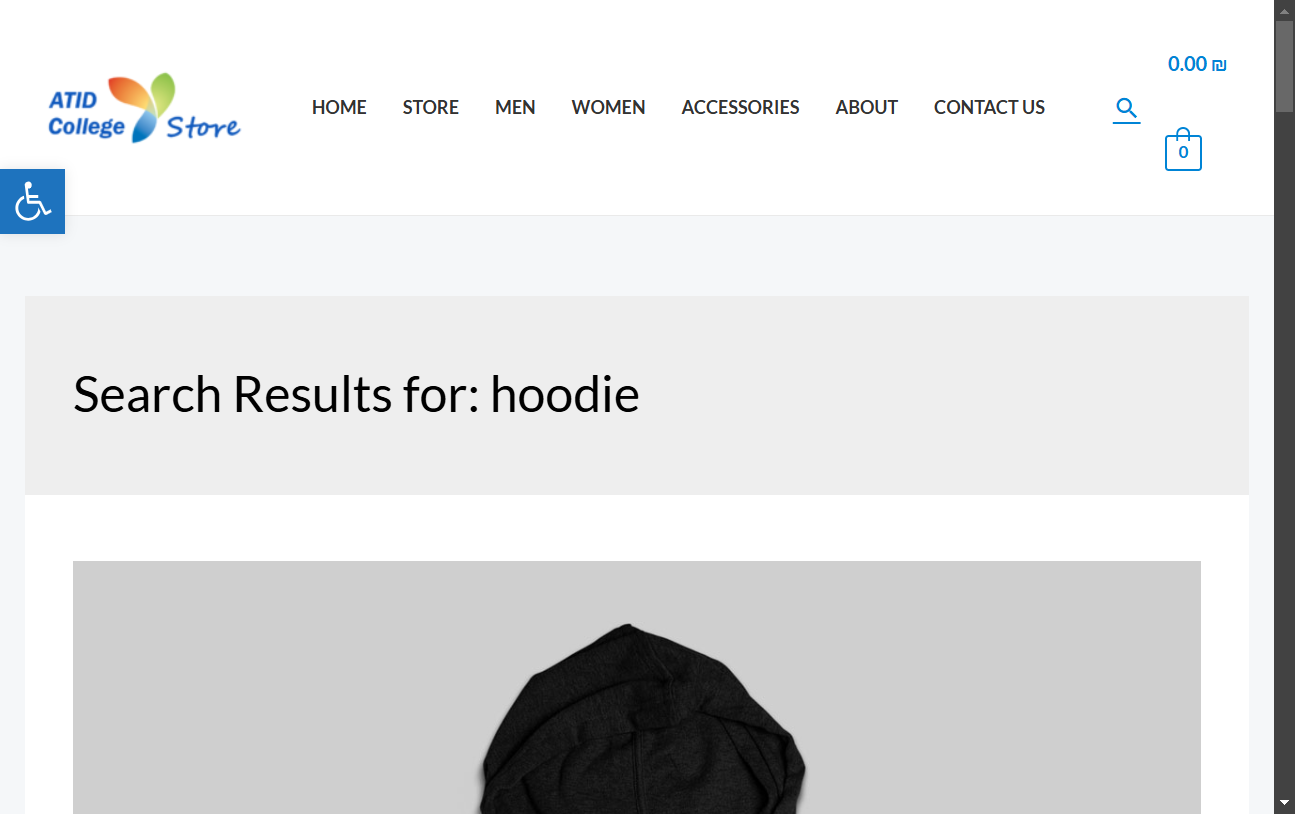 0.00 ₪
ATID
College Store
HOME STORE MEN WOMEN ACCESSORIES ABOUT CONTACT US
0
Search Results for: hoodie